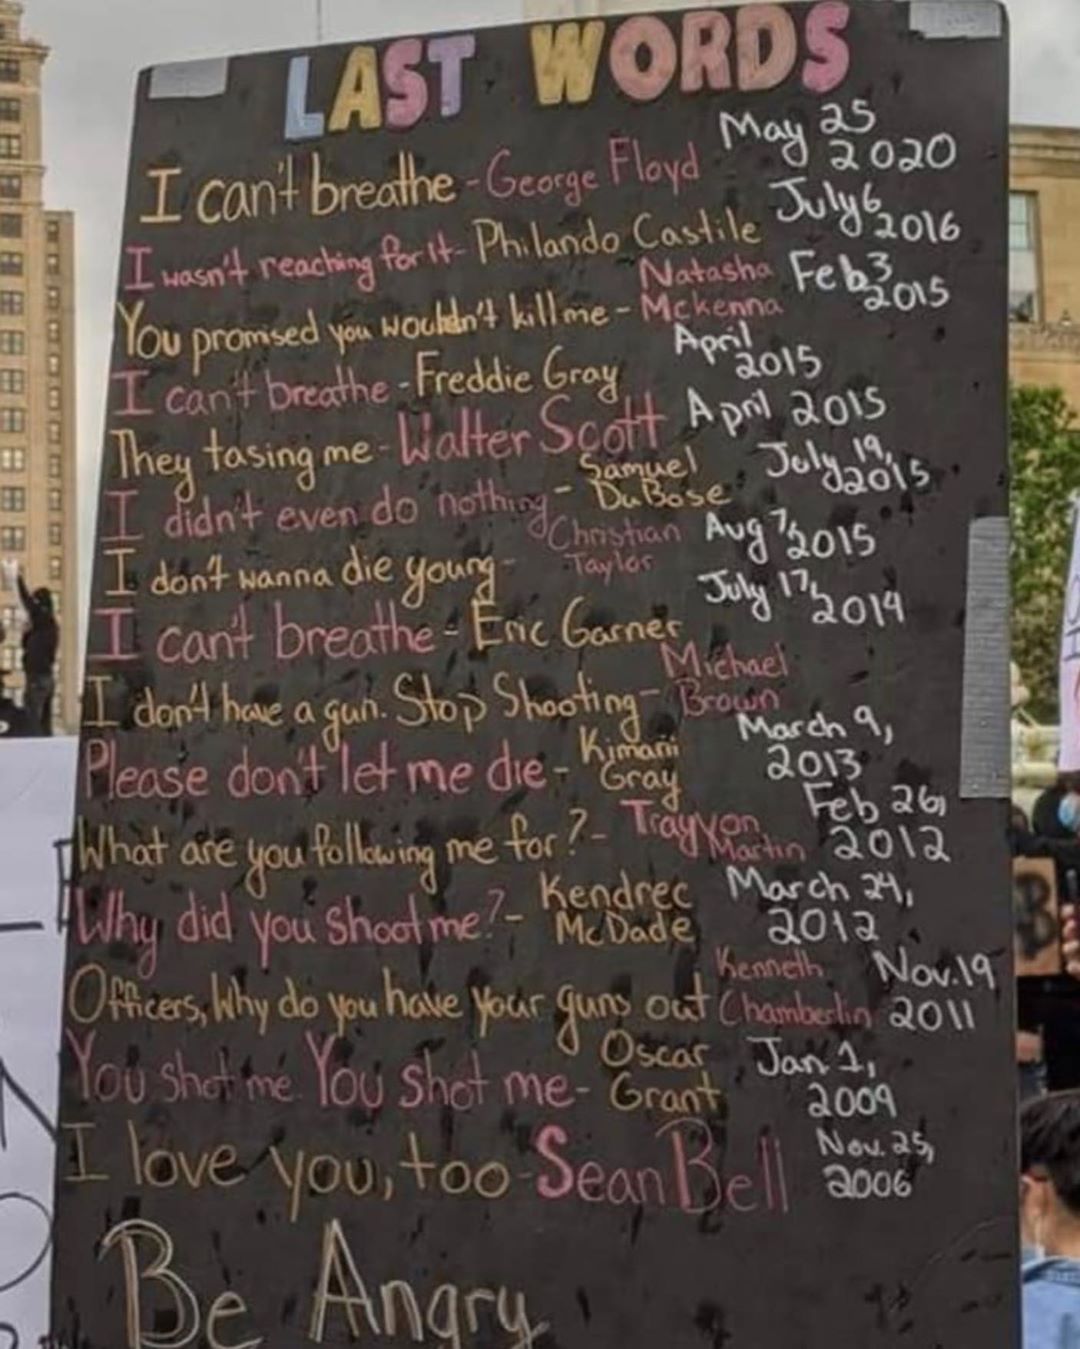 LAST WORDS
I can't breathe - George Floyd May 25 2020
I wasn't reaching for it - Philando Castile July 6 2016
You promised you wouldn't kill me - Natasha Mckenna Feb 3 2015
I can't breathe - Freddie Gray April 2015
They tasing me - Walter Scott April 2015
I didn't even do nothing - Samuel DuBose July 19, 2015
I don't wanna die young - Christian Taylor Aug 7, 2015
I can't breathe - Eric Garner July 17, 2014
I don't have a gun. Stop Shooting - Michael Brown
Please don't let me die - Kimani Gray March 9, 2013
What are you following me for? - Trayvon Martin Feb 26, 2012
Why did you shoot me? - Kendrec McDade March 24, 2012
Officers, Why do you have your guns out Kenneth Chamberlin Nov. 19 2011
You shot me. You shot me - Oscar Grant Jan 1, 2009
I love you, too - Sean Bell Nov. 25, 2006
Be Angry